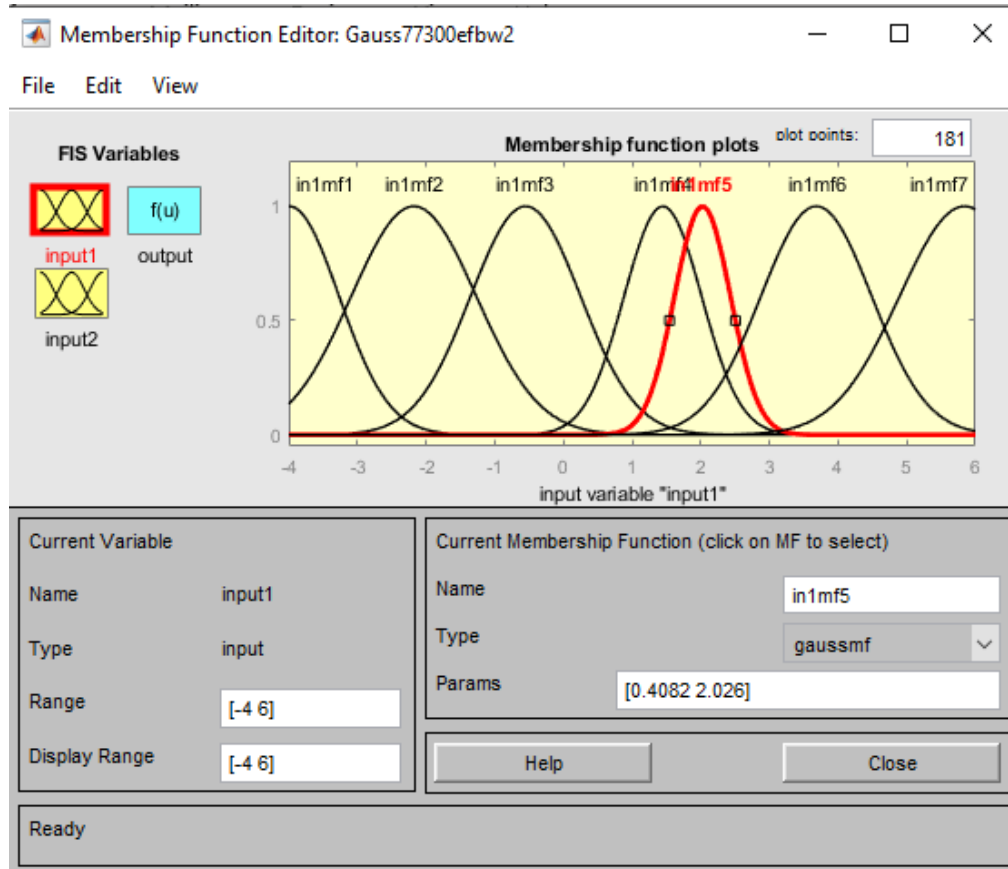 Membership Function Editor: Gauss77300efbw2
File Edit View
FIS Variables
f(u)
input1 output
input2
Membership function plots plot points: 181
in1mf1 in1mf2 in1mf3 in1mf4 in1mf5 in1mf6 in1mf7
1
0.5
0
-4 -3 -2 -1 0 1 2 3 4 5 6
input variable "input1"
Current Variable
Name input1
Type input
Range [-4 6]
Display Range [-4 6]
Current Membership Function (click on MF to select)
Name in1mf5
Type gaussmf
Params [0.4082 2.026]
Help Close
Ready